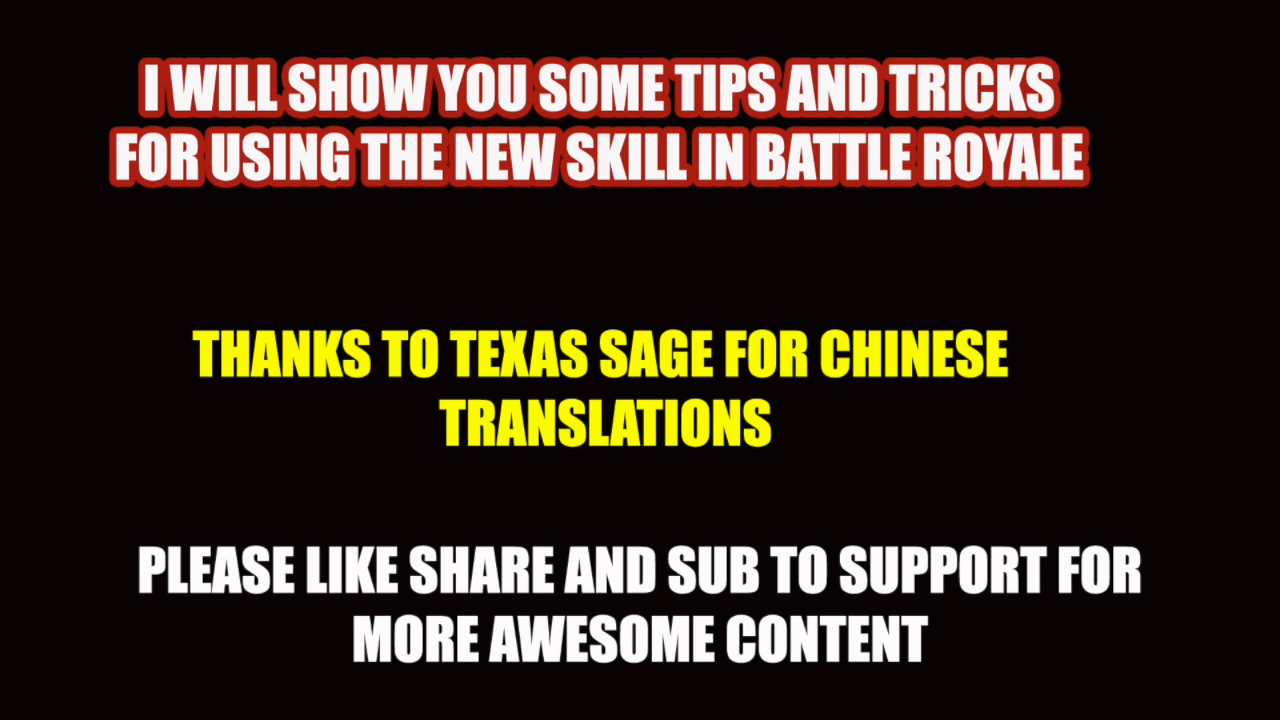 I WILL SHOW YOU SOME TIPS AND TRICKS
FOR USING THE NEW SKILL IN BATTLE ROYALE
THANKS TO TEXAS SAGE FOR CHINESE
TRANSLATIONS
PLEASE LIKE SHARE AND SUB TO SUPPORT FOR
MORE AWESOME CONTENT